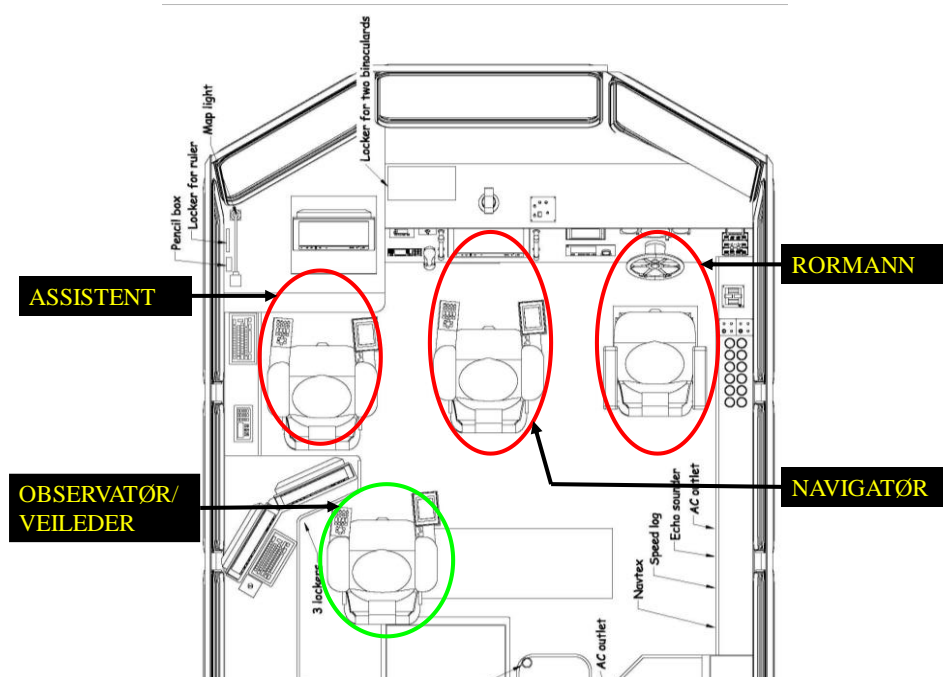 Map light
Locker for ruler
Pencil box
Locker for two binoculards
ASSISTENT
RORMANN
OBSERVATØR/
VEILEDER
NAVIGATØR
3 lockers
AC outlet
Echo sounder
Speed log
Navtex
AC outlet